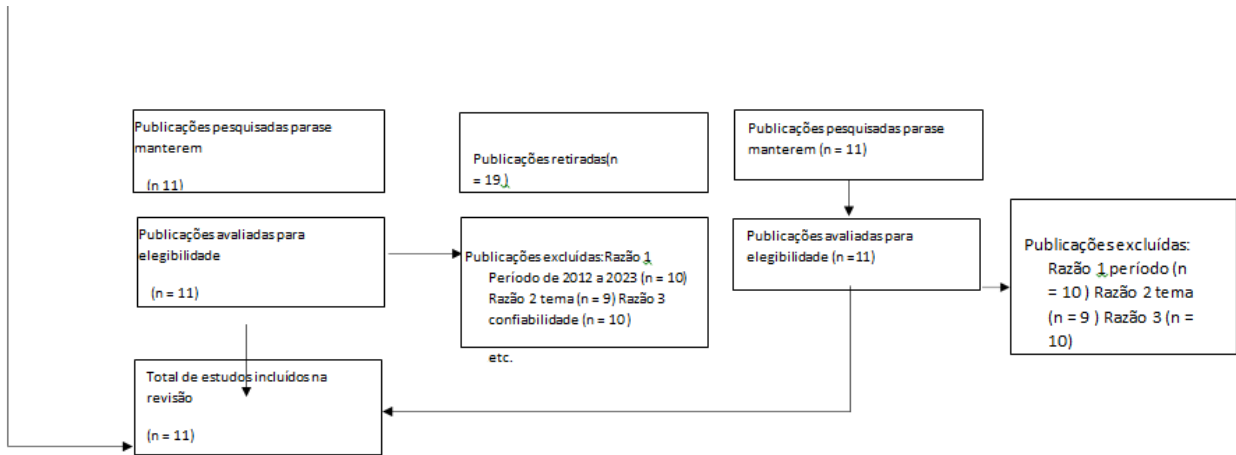 Publicações pesquisadas parase
manterem
(n 11)
Publicações retiradas(n
= 19 )
Publicações pesquisadas parase
manterem (n = 11)
Publicações avaliadas para
elegibilidade
(n = 11)
Publicações excluídas:Razão 1
Período de 2012 a 2023 (n = 10)
Razão 2 tema (n = 9) Razão 3
confiabilidade (n = 10 )
etc.
Publicações avaliadas para
elegibilidade (n =11)
Publicações excluídas:
Razão 1 período (n
= 10 ) Razão 2 tema
(n = 9 ) Razão 3 (n =
10)
Total de estudos incluídos na
revisão
(n = 11)